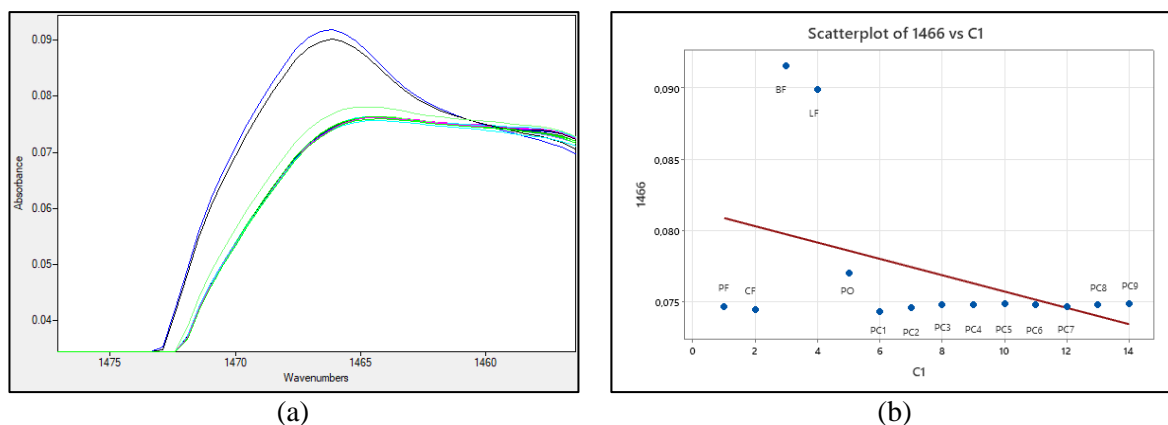 0.09
0.08
0.07
0.06
0.05
0.04
Absorbance
1475
1470
1465
1460
Wavenumbers
(a)
Scatterplot of 1466 vs C1
0,090
0,085
0,080
0,075
1466
BF
LF
PF
CF
PO
PC1
PC2
PC3
PC4
PC5
PC6
PC7
PC8
PC9
0
2
4
6
8
10
12
14
C1
(b)